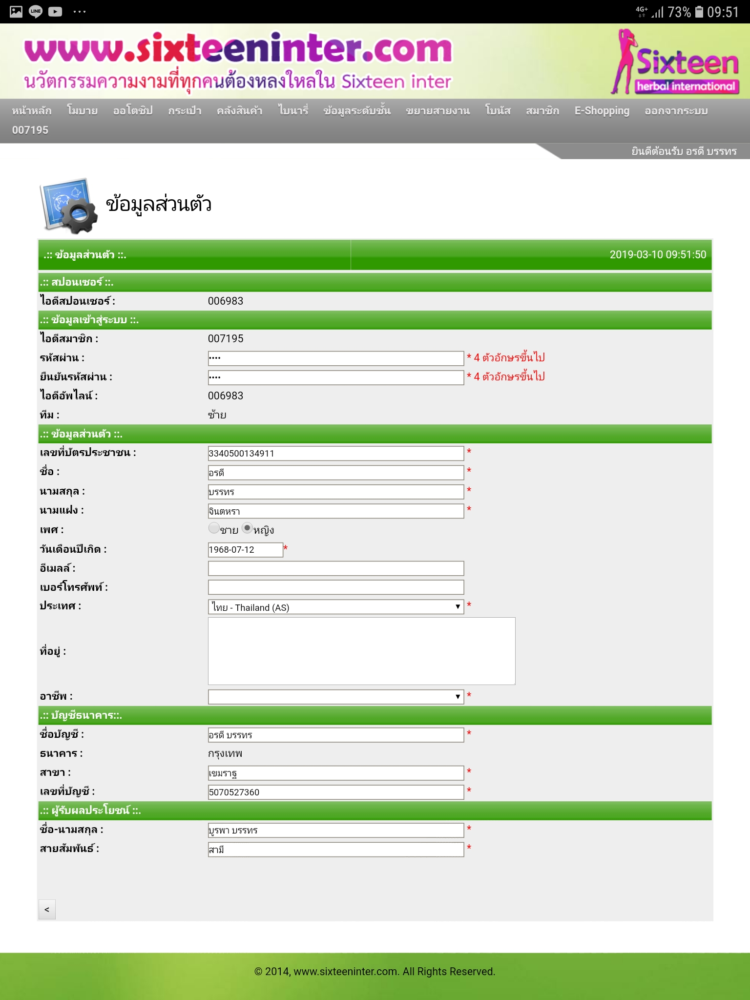 LINE ... 4G+ 73% 09:51
www.sixteeninter.com
นวัตกรรมความงามที่ทุกคนต้องหลงใหลใน Sixteen inter
Sixteen
herbal international
หน้าหลัก โมบาย ออโตชิป กระเป๋า คลังสินค้า ไบนารี่ ข้อมูลระดับชั้น ขยายสายงาน โบนัส สมาชิก E-Shopping ออกจากระบบ
007195
ยินดีต้อนรับ อรดี บรรทร
ข้อมูลส่วนตัว
.:: ข้อมูลส่วนตัว ::. 2019-03-10 09:51:50
.:: สปอนเซอร์ ::.
ไอดีสปอนเซอร์ : 006983
.:: ข้อมูลเข้าสู่ระบบ ::.
ไอดีสมาชิก : 007195
รหัสผ่าน : •••• * 4 ตัวอักษรขึ้นไป
ยืนยันรหัสผ่าน : •••• * 4 ตัวอักษรขึ้นไป
ไอดีอัพไลน์ : 006983
ทีม : ซ้าย
.:: ข้อมูลส่วนตัว ::.
เลขที่บัตรประชาชน : 3340500134911 *
ชื่อ : อรดี *
นามสกุล : บรรทร *
นามแฝง : จินตหรา *
เพศ : ชาย หญิง
วันเดือนปีเกิด : 1968-07-12 *
อีเมลล์ :
เบอร์โทรศัพท์ :
ประเทศ : ไทย - Thailand (AS) *
ที่อยู่ :
อาชีพ : *
.:: บัญชีธนาคาร::.
ชื่อบัญชี : อรดี บรรทร *
ธนาคาร : กรุงเทพ
สาขา : เขมราฐ *
เลขที่บัญชี : 5070527360 *
.:: ผู้รับผลประโยชน์ ::.
ชื่อ-นามสกุล : บูรพา บรรทร *
สายสัมพันธ์ : สามี *
<
© 2014, www.sixteeninter.com. All Rights Reserved.